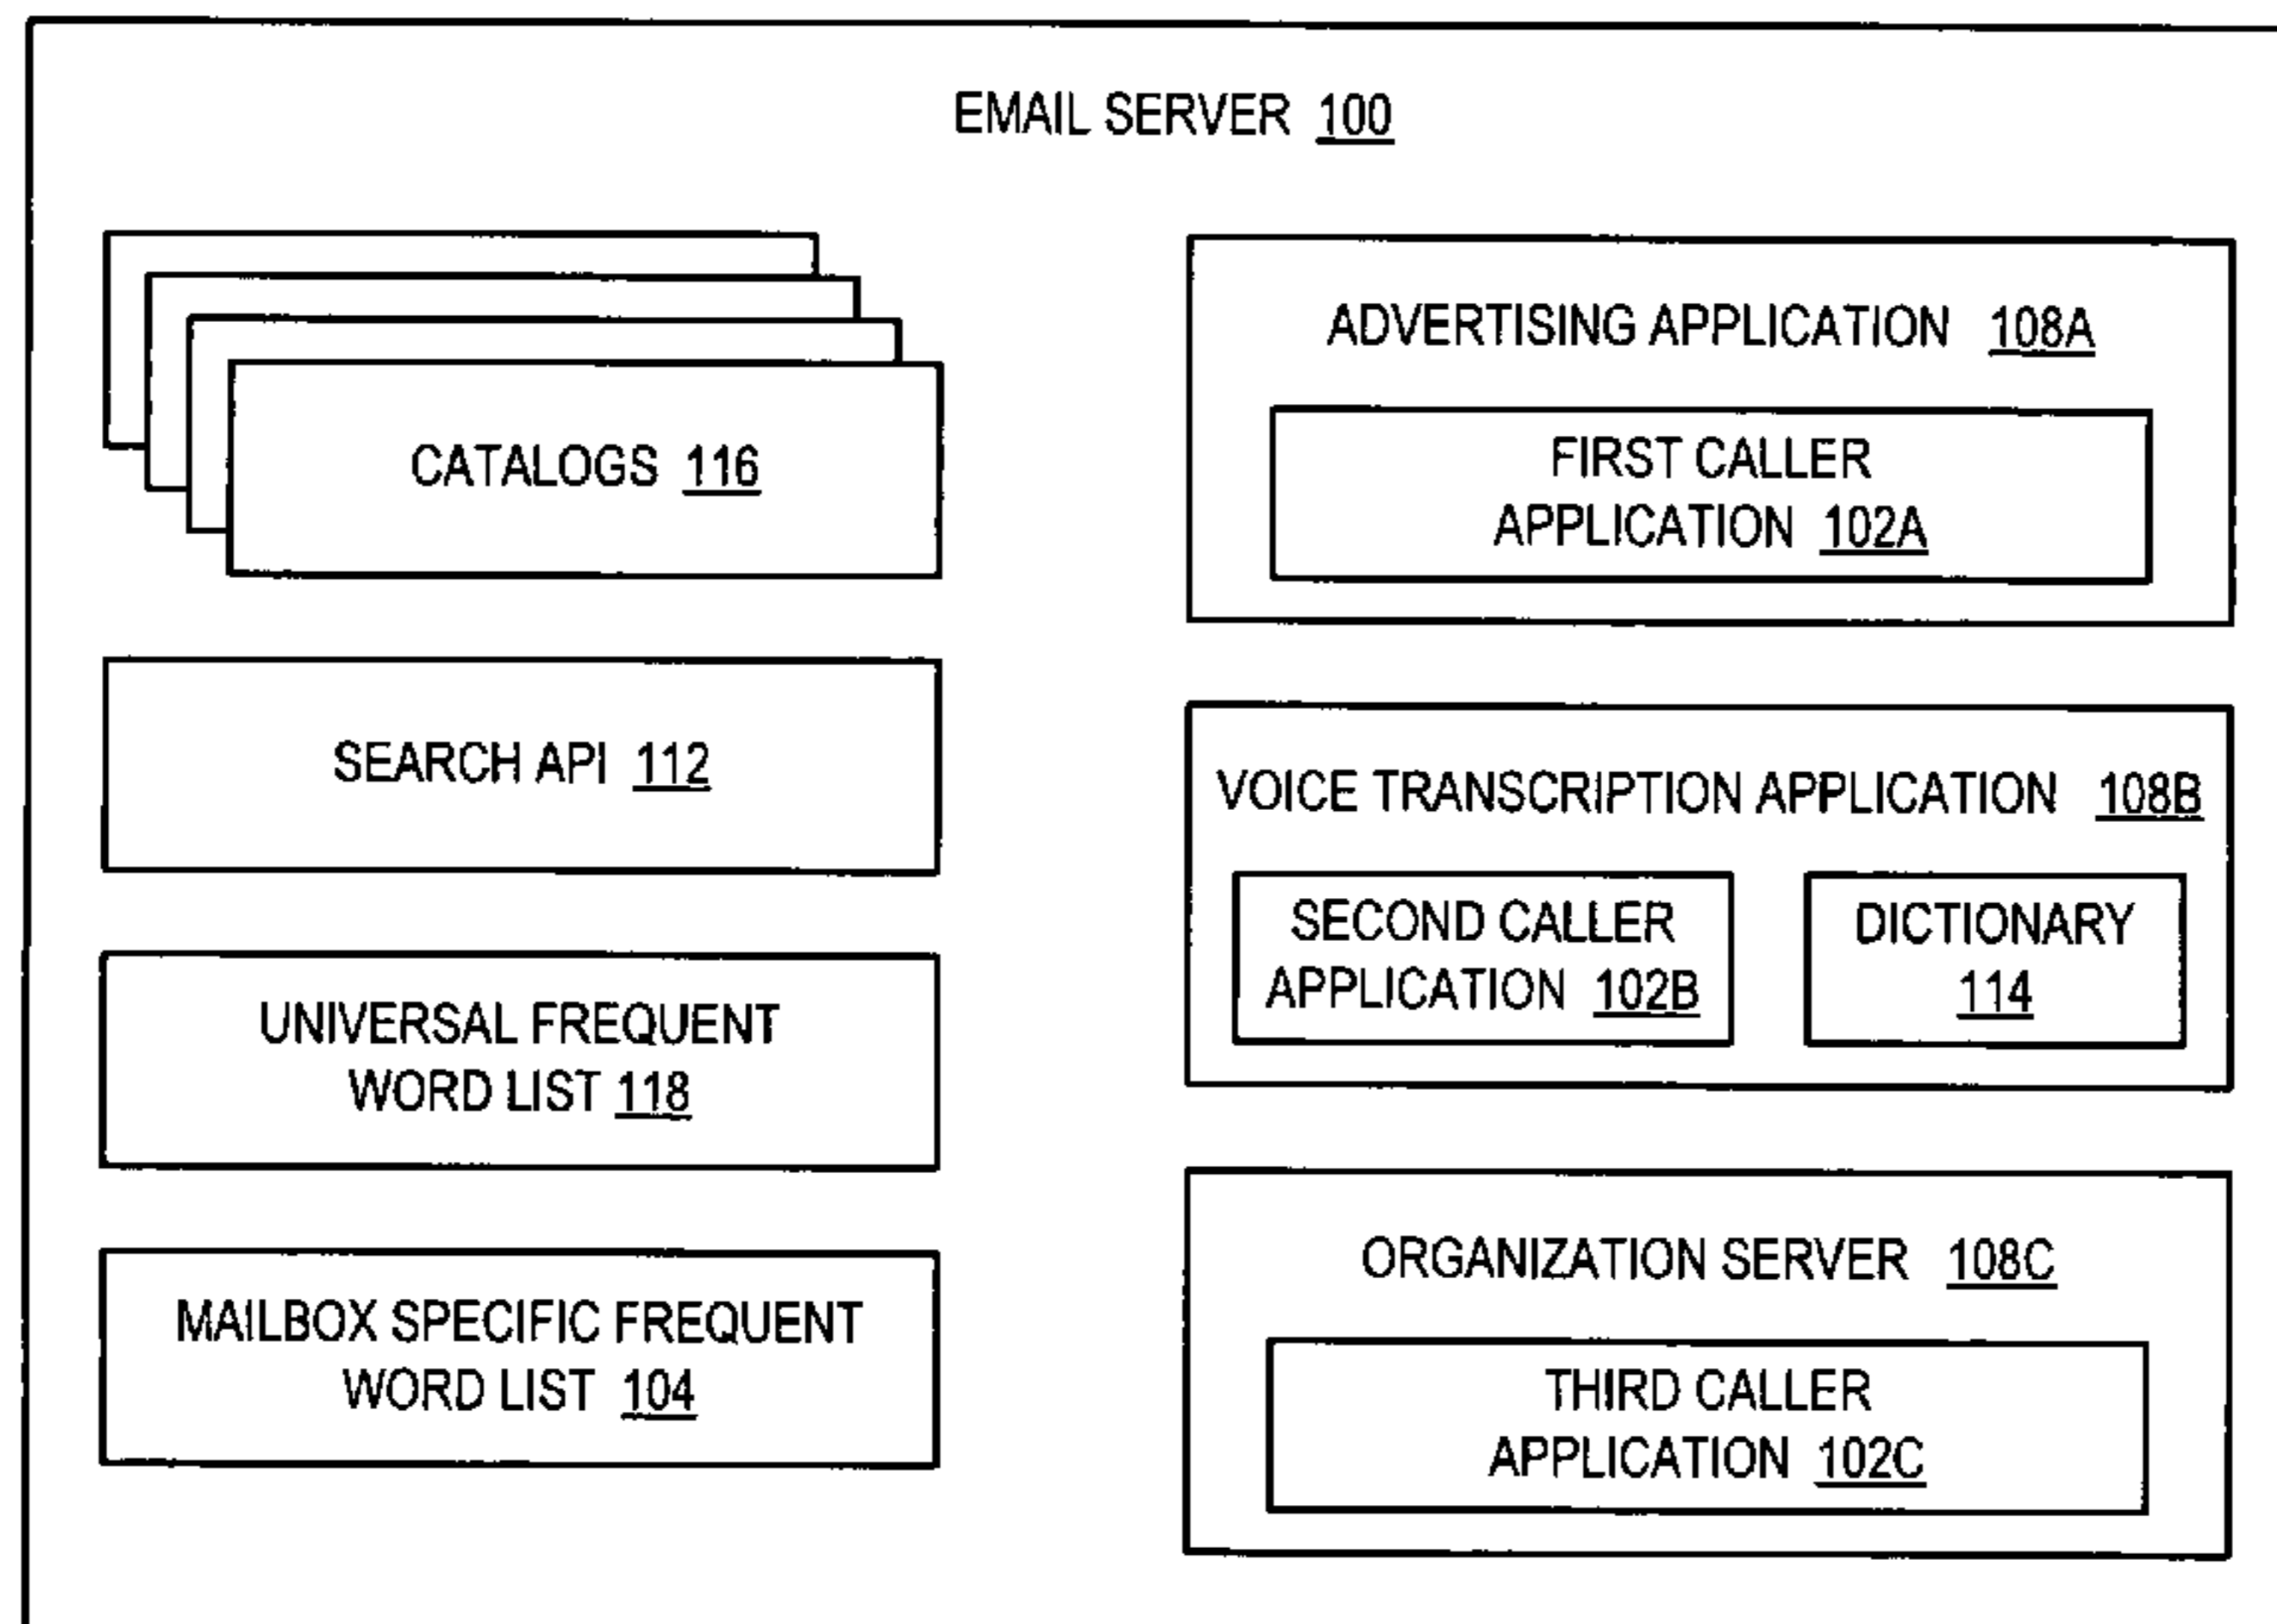 EMAIL SERVER 100
CATALOGS 116
SEARCH API 112
UNIVERSAL FREQUENT
WORD LIST 118
MAILBOX SPECIFIC FREQUENT
WORD LIST 104
ADVERTISING APPLICATION 108A
FIRST CALLER
APPLICATION 102A
VOICE TRANSCRIPTION APPLICATION 108B
SECOND CALLER
APPLICATION 102B
DICTIONARY
114
ORGANIZATION SERVER 108C
THIRD CALLER
APPLICATION 102C